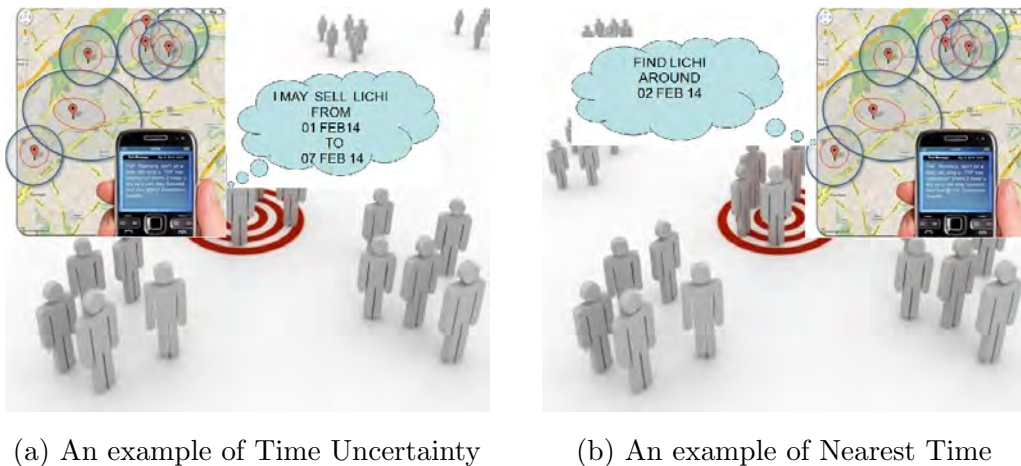 I MAY SELL LICHI
FROM
01 FEB14
TO
07 FEB 14
FIND LICHI
AROUND
02 FEB 14
(a) An example of Time Uncertainty
(b) An example of Nearest Time